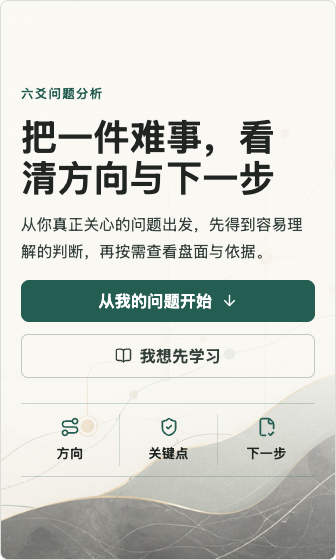 六爻问题分析
把一件难事，看
清方向与下一步
从你真正关心的问题出发，先得到容易理
解的判断，再按需查看盘面与依据。
从我的问题开始 ↓
我想先学习
方向
关键点
下一步